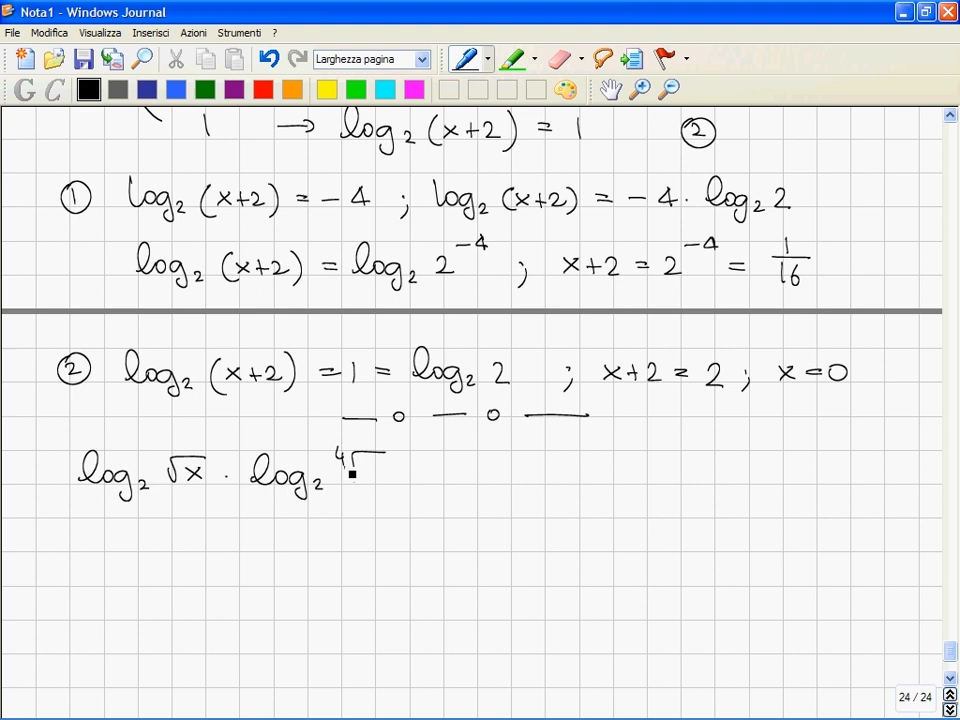 Nota1 - Windows Journal
File Modifica Visualizza Inserisci Azioni Strumenti ?
Larghezza pagina
G C
1 → log₂ (x+2) = 1 ②
① log₂ (x+2) = -4 ; log₂ (x+2) = -4 · log₂ 2
log₂ (x+2) = log₂ 2⁻⁴ ; x+2 = 2⁻⁴ = 1/16
② log₂ (x+2) = 1 = log₂ 2 ; x+2 = 2 ; x=0
log₂ √x · log₂ ⁴√
24 / 24